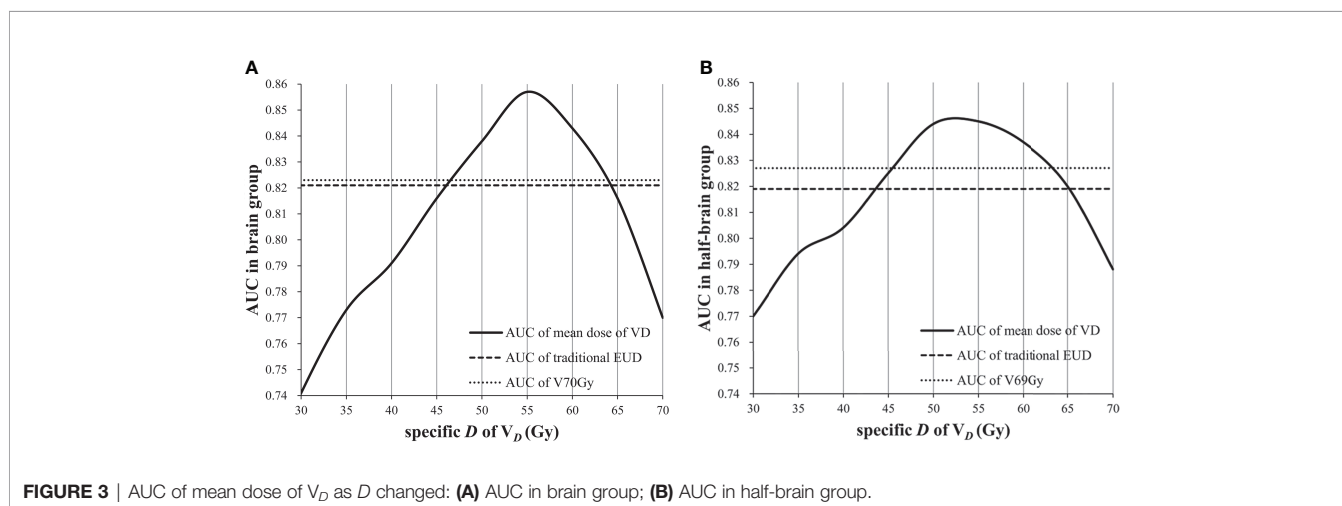 A
AUC in brain group
0.86
0.85
0.84
0.83
0.82
0.81
0.80
0.79
0.78
0.77
0.76
0.75
0.74
30 35 40 45 50 55 60 65 70
specific D of V_D (Gy)
AUC of mean dose of VD
AUC of traditional EUD
AUC of V70Gy
B
AUC in half-brain group
0.86
0.85
0.84
0.83
0.82
0.81
0.80
0.79
0.78
0.77
0.76
0.75
0.74
30 35 40 45 50 55 60 65 70
specific D of V_D (Gy)
AUC of mean dose of VD
AUC of traditional EUD
AUC of V69Gy
FIGURE 3 | AUC of mean dose of V_D as D changed: (A) AUC in brain group; (B) AUC in half-brain group.